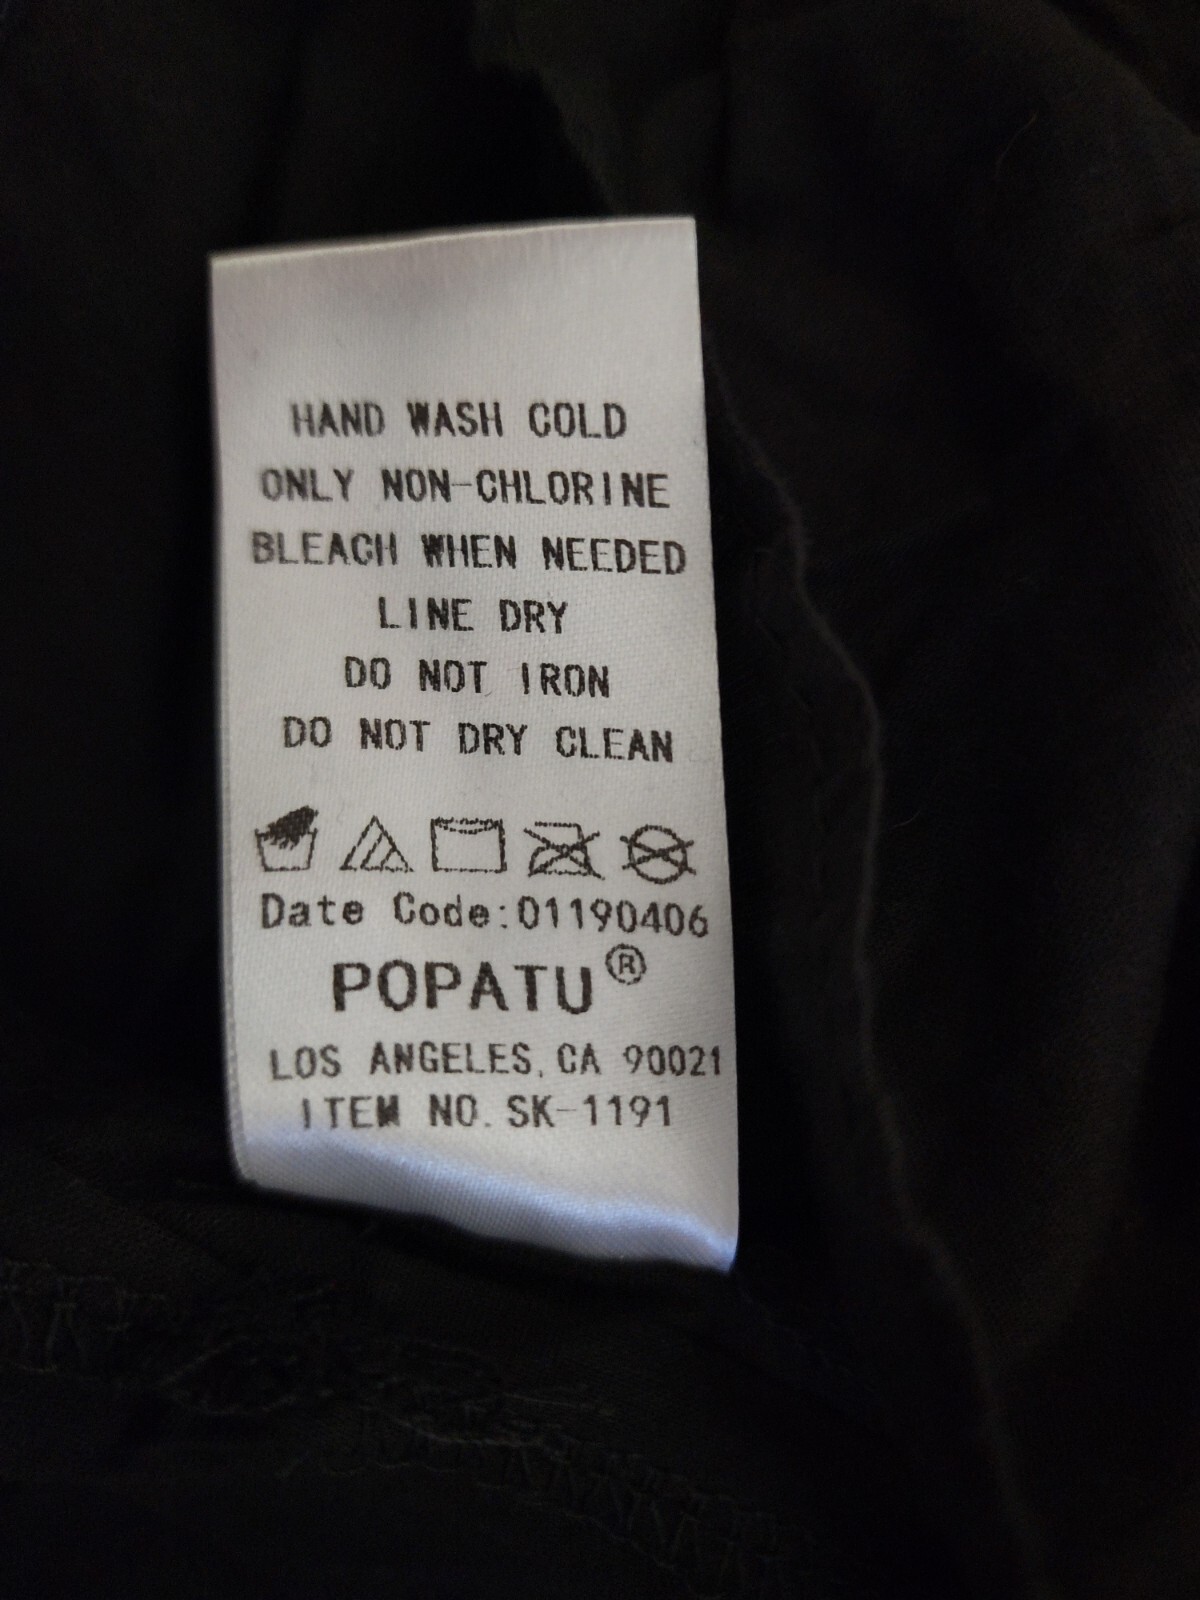 HAND WASH COLD
ONLY NON-CHLORINE
BLEACH WHEN NEEDED
LINE DRY
DO NOT IRON
DO NOT DRY CLEAN
Date Code:01190406
POPATU®
LOS ANGELES, CA 90021
ITEM NO. SK-1191